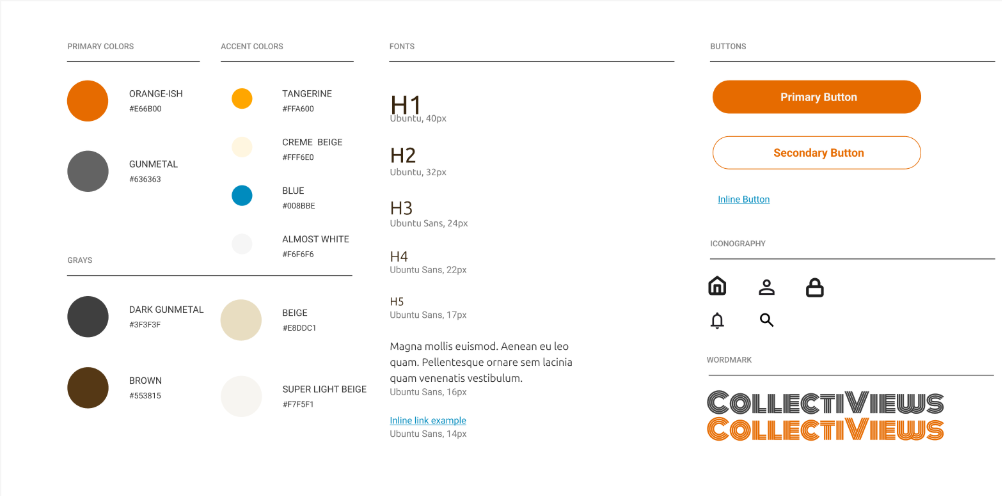 PRIMARY COLORS
ORANGE-ISH
#E66B00
GUNMETAL
#636363
ACCENT COLORS
TANGERINE
#FFA600
CREME BEIGE
#FFF6E0
BLUE
#008BBE
ALMOST WHITE
#F6F6F6
GRAYS
DARK GUNMETAL
#3F3F3F
BROWN
#553815
BEIGE
#E8DDC1
SUPER LIGHT BEIGE
#F7F5F1
FONTS
H1
Ubuntu, 40px
H2
Ubuntu, 32px
H3
Ubuntu Sans, 24px
H4
Ubuntu Sans, 22px
H5
Ubuntu Sans, 17px
Magna mollis euismod. Aenean eu leo
quam. Pellentesque ornare sem lacinia
quam venenatis vestibulum.
Ubuntu Sans, 16px
Inline link example
Ubuntu Sans, 14px
BUTTONS
Primary Button
Secondary Button
Inline Button
ICONOGRAPHY
WORDMARK
COLLECTIVIEWS
COLLECTIVIEWS